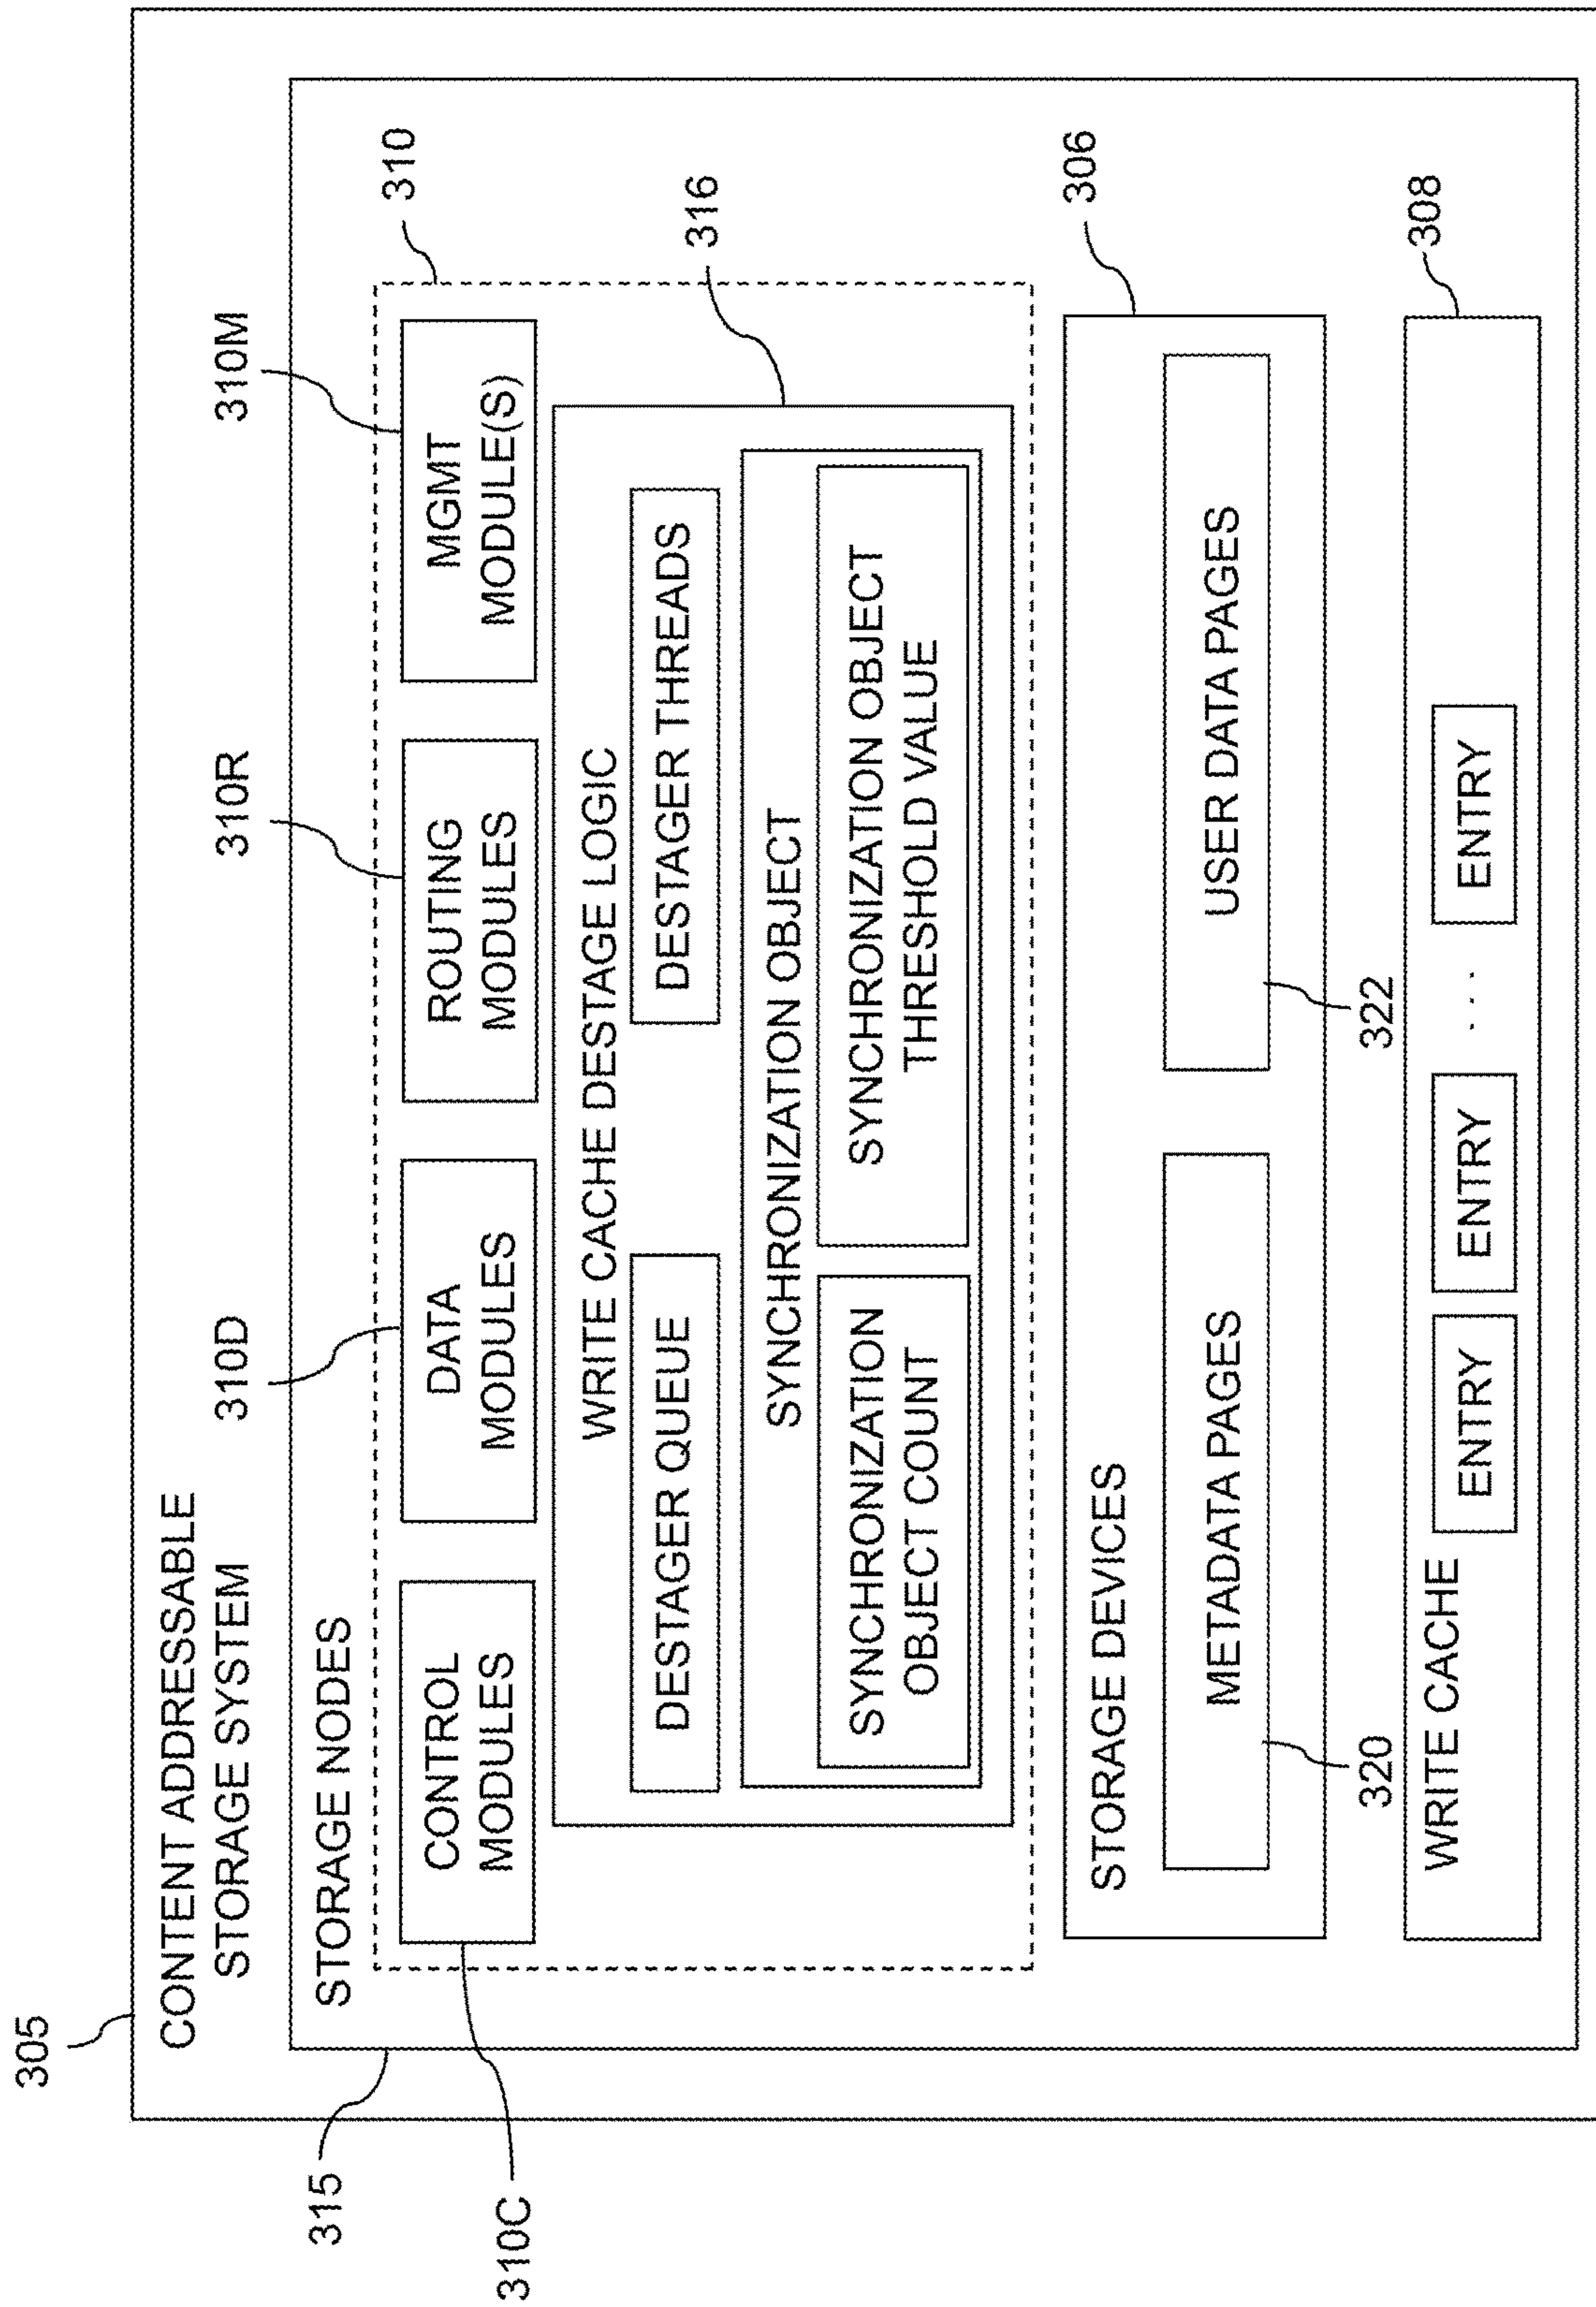 305
CONTENT ADDRESSABLE
STORAGE SYSTEM
310D
310R
310M
315
STORAGE NODES
310
310C
CONTROL
MODULES
DATA
MODULES
ROUTING
MODULES
MGMT
MODULE(S)
WRITE CACHE DESTAGE LOGIC
316
DESTAGER QUEUE
DESTAGER THREADS
SYNCHRONIZATION OBJECT
SYNCHRONIZATION
OBJECT COUNT
SYNCHRONIZATION OBJECT
THRESHOLD VALUE
STORAGE DEVICES
306
METADATA PAGES
USER DATA PAGES
320
322
WRITE CACHE
308
ENTRY
ENTRY
. . .
ENTRY